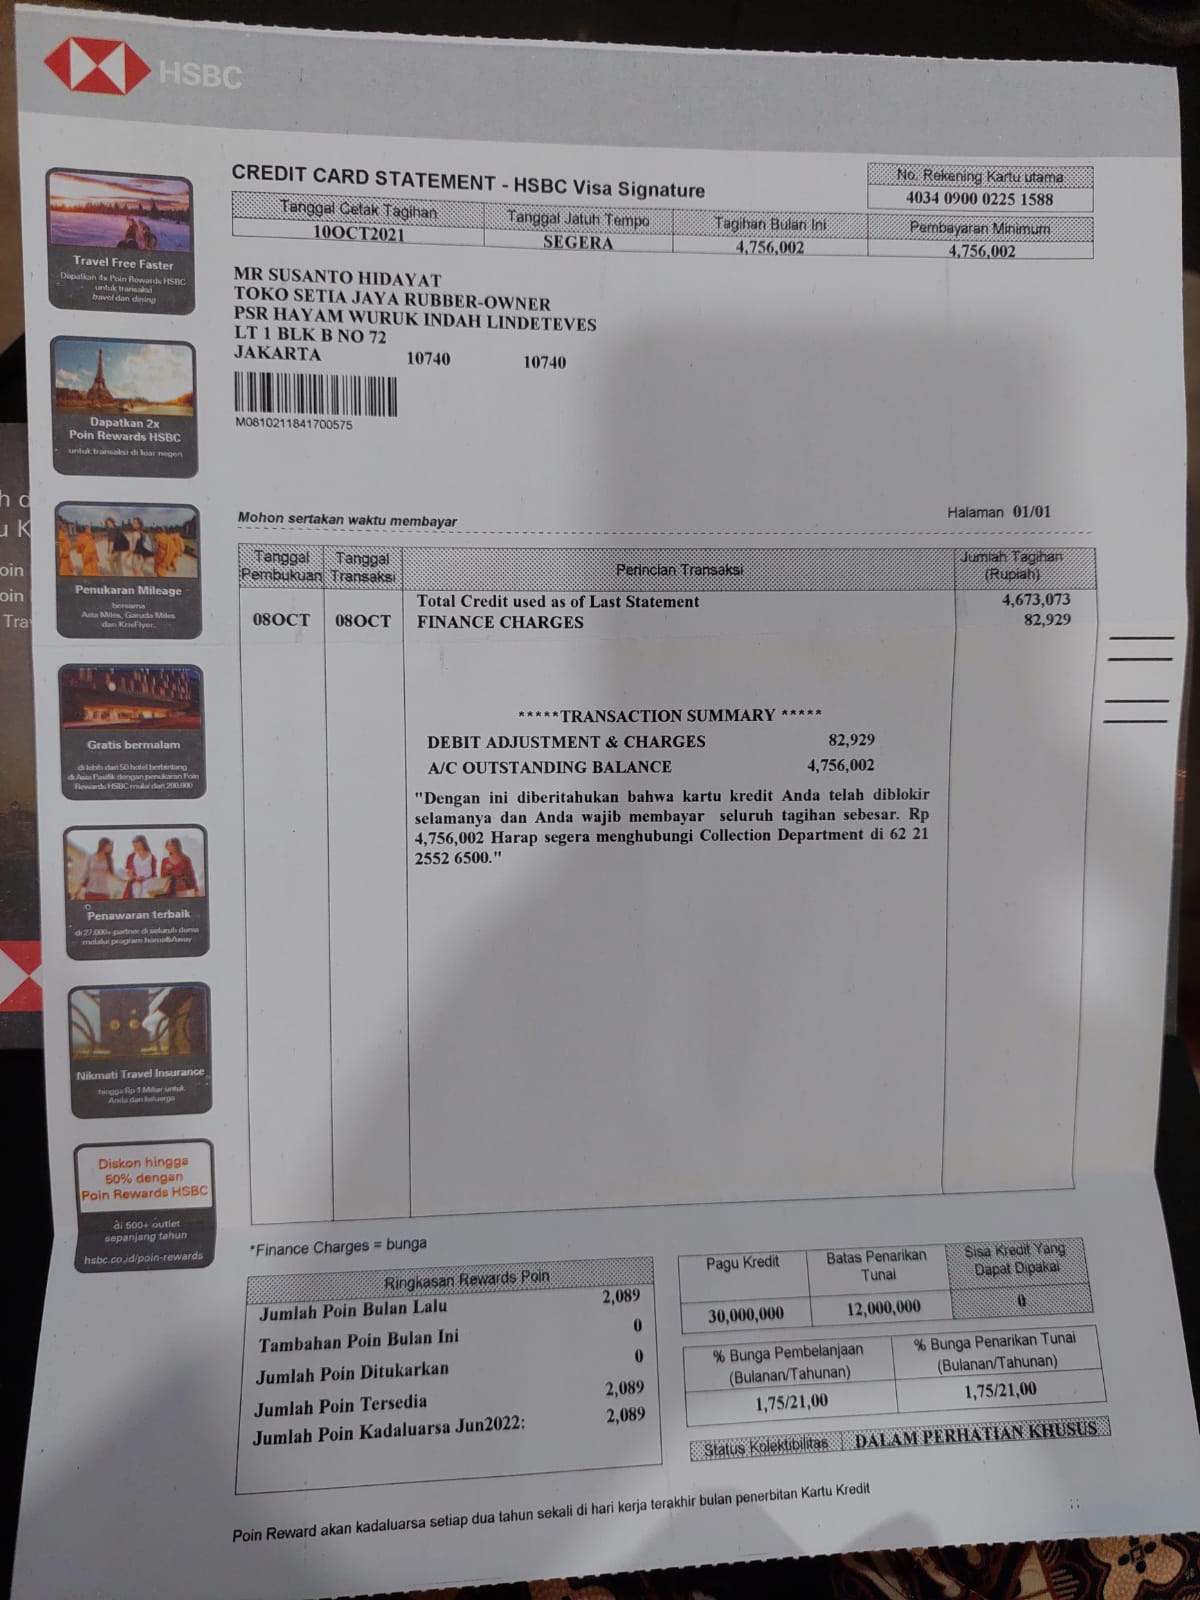 HSBC
CREDIT CARD STATEMENT - HSBC Visa Signature
No. Rekening Kartu utama
4034 0900 0225 1588
Tanggal Cetak Tagihan
10OCT2021
Tanggal Jatuh Tempo
SEGERA
Tagihan Bulan Ini
4,756,002
Pembayaran Minimum
4,756,002
MR SUSANTO HIDAYAT
TOKO SETIA JAYA RUBBER-OWNER
PSR HAYAM WURUK INDAH LINDETEVES
LT 1 BLK B NO 72
JAKARTA 10740 10740
M0810211841700575
Travel Free Faster
Dapatkan 4x Poin Rewards HSBC
untuk transaksi
travel dan dining
Dapatkan 2x
Poin Rewards HSBC
untuk transaksi di luar negeri
Penukaran Mileage
bersama
Asia Miles, Garuda Miles
dan KrisFlyer.
Gratis bermalam
di lebih dari 50 hotel berbintang
di Asia Pasifik dengan penukaran Poin
Rewards HSBC mulai dari 200.000
Penawaran terbaik
di 27.000+ partner di seluruh dunia
melalui program home&Away
Nikmati Travel Insurance
hingga Rp 1 Miliar untuk
Anda dan keluarga
Diskon hingga
50% dengan
Poin Rewards HSBC
di 500+ outlet
sepanjang tahun
hsbc.co.id/poin-rewards
Mohon sertakan waktu membayar
Halaman 01/01
Tanggal Pembukuan
Tanggal Transaksi
Perincian Transaksi
Jumlah Tagihan (Rupiah)
Total Credit used as of Last Statement 4,673,073
08OCT 08OCT FINANCE CHARGES 82,929
*****TRANSACTION SUMMARY *****
DEBIT ADJUSTMENT & CHARGES 82,929
A/C OUTSTANDING BALANCE 4,756,002
"Dengan ini diberitahukan bahwa kartu kredit Anda telah diblokir
selamanya dan Anda wajib membayar seluruh tagihan sebesar. Rp
4,756,002 Harap segera menghubungi Collection Department di 62 21
2552 6500."
*Finance Charges = bunga
Ringkasan Rewards Poin
Jumlah Poin Bulan Lalu 2,089
Tambahan Poin Bulan Ini 0
Jumlah Poin Ditukarkan 0
Jumlah Poin Tersedia 2,089
Jumlah Poin Kadaluarsa Jun2022: 2,089
Pagu Kredit
30,000,000
Batas Penarikan Tunai
12,000,000
Sisa Kredit Yang Dapat Dipakai
0
% Bunga Pembelanjaan
(Bulanan/Tahunan)
1,75/21,00
% Bunga Penarikan Tunai
(Bulanan/Tahunan)
1,75/21,00
Status Kolektibilitas DALAM PERHATIAN KHUSUS
Poin Reward akan kadaluarsa setiap dua tahun sekali di hari kerja terakhir bulan penerbitan Kartu Kredit